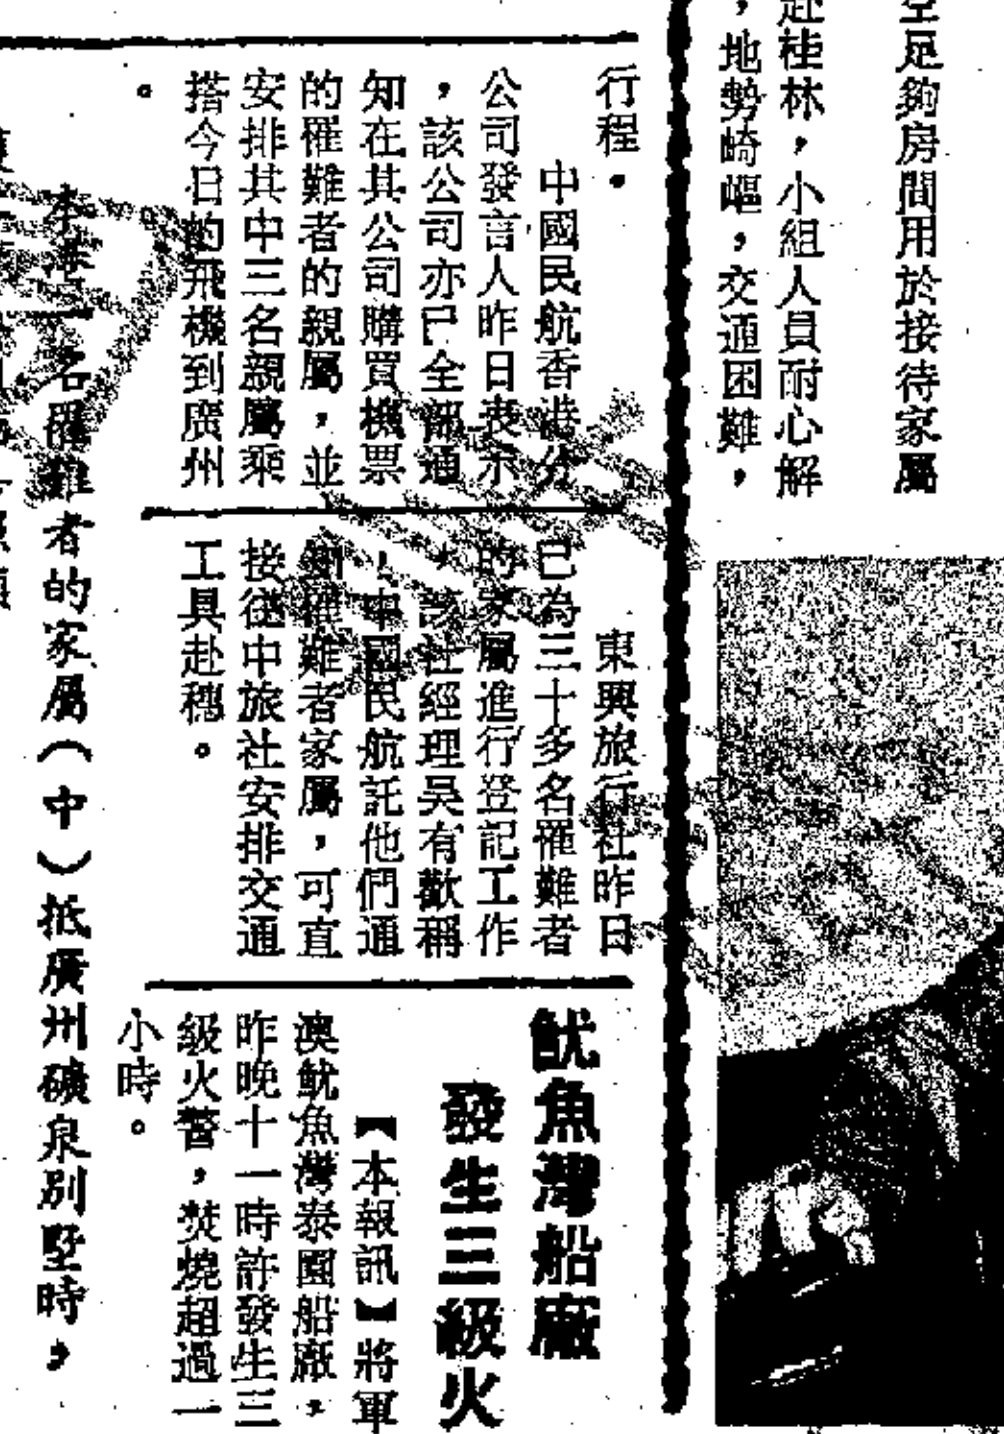 足夠房間用於接待家屬
赴桂林，小組人員耐心解
，地勢崎嶇，交通困難，
行程。
中國民航香港分
公司發言人昨日表示
，該公司亦已全部通
知在其公司購買機票
的罹難者的親屬，並
安排其中三名親屬乘
搭今日的飛機到廣州
。
東興旅行社昨日
已為三十多名罹難者
的家屬進行登記工作
，該社經理吳有歡稱
，中國民航託他們通
知罹難者家屬，可直
接往中旅社安排交通
工具赴穗。
魷魚灣船廠
發生三級火
【本報訊】將軍
澳魷魚灣泰園船廠，
昨晚十一時許發生三
級火警，焚燒超過一
小時。
本港一名罹難者的家屬（中）抵廣州礦泉別墅時，